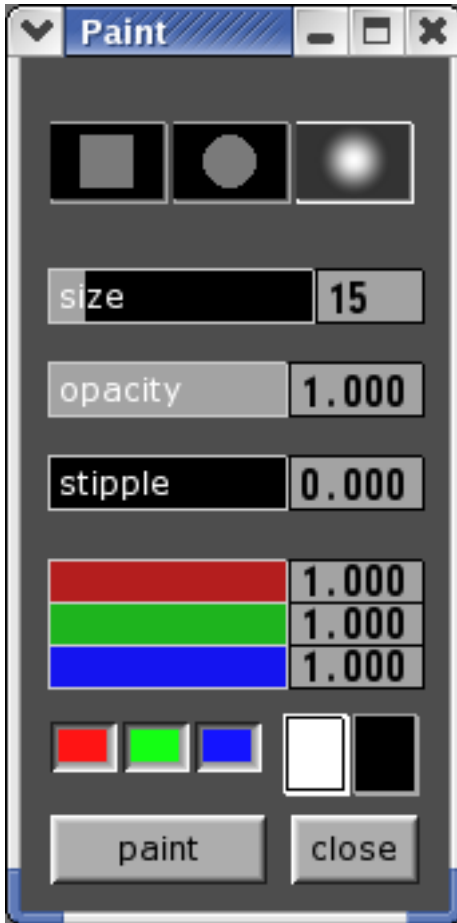 Paint
size 15
opacity 1.000
stipple 0.000
1.000
1.000
1.000
paint close